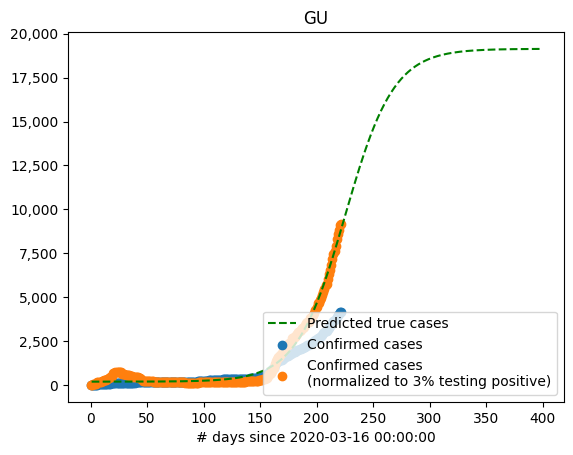 GU
20,000
17,500
15,000
12,500
10,000
7,500
5,000
2,500
0
Predicted true cases
Confirmed cases
Confirmed cases
(normalized to 3% testing positive)
0 50 100 150 200 250 300 350 400
# days since 2020-03-16 00:00:00